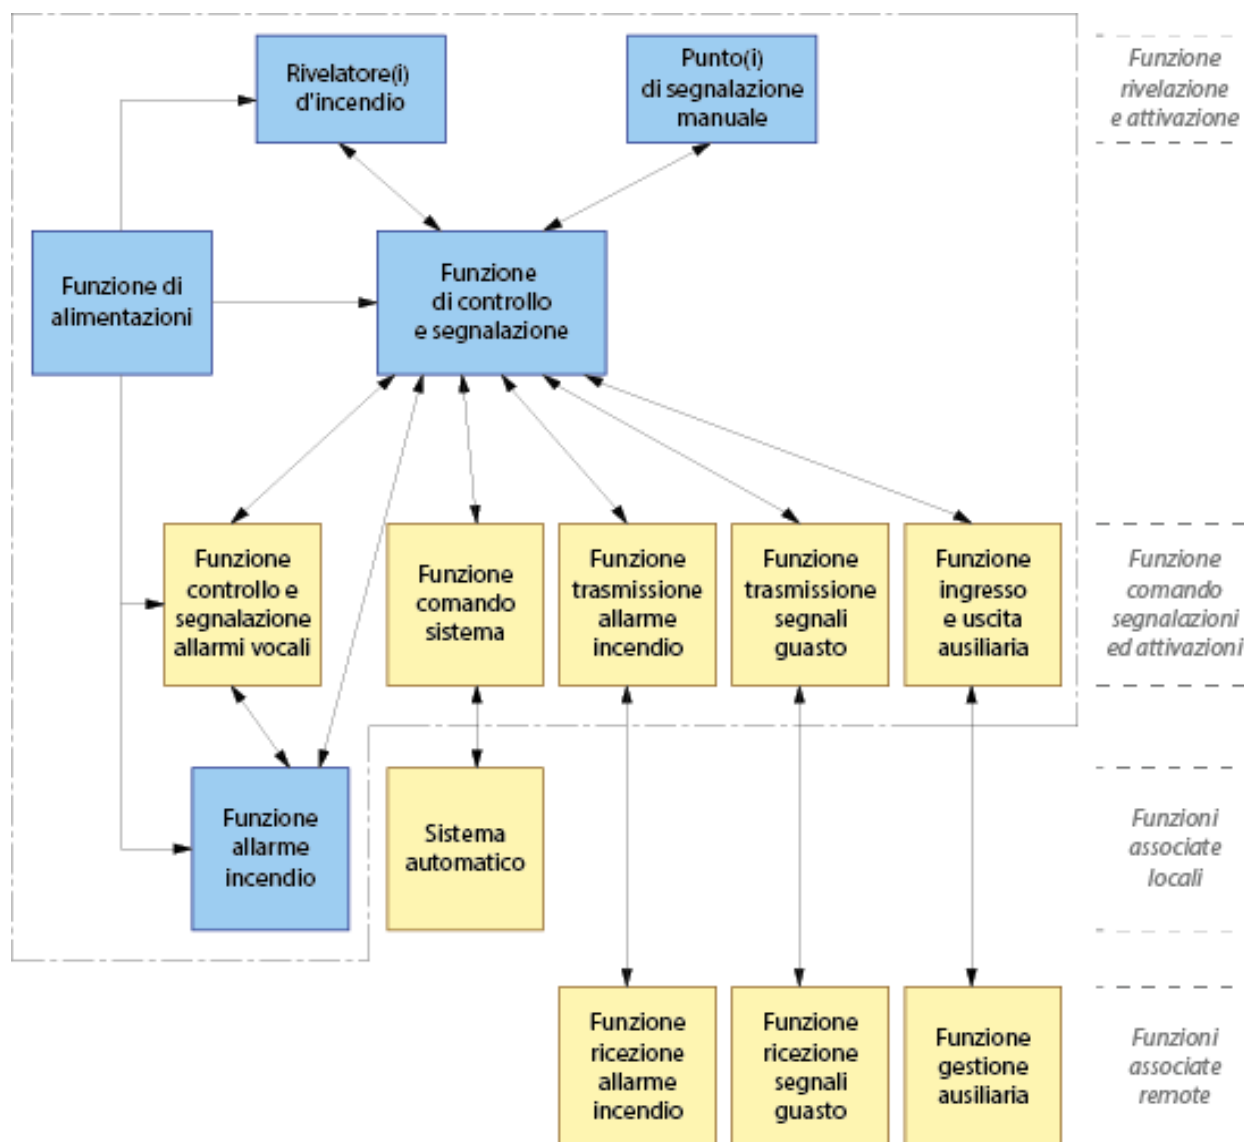 Rivelatore(i)
d'incendio
Punto(i)
di segnalazione
manuale
Funzione
rivelazione
e attivazione
Funzione di
alimentazioni
Funzione
di controllo
e segnalazione
Funzione
controllo e
segnalazione
allarmi vocali
Funzione
comando
sistema
Funzione
trasmissione
allarme
incendio
Funzione
trasmissione
segnali
guasto
Funzione
ingresso
e uscita
ausiliaria
Funzione
comando
segnalazioni
ed attivazioni
Funzione
allarme
incendio
Sistema
automatico
Funzioni
associate
locali
Funzione
ricezione
allarme
incendio
Funzione
ricezione
segnali
guasto
Funzione
gestione
ausiliaria
Funzioni
associate
remote